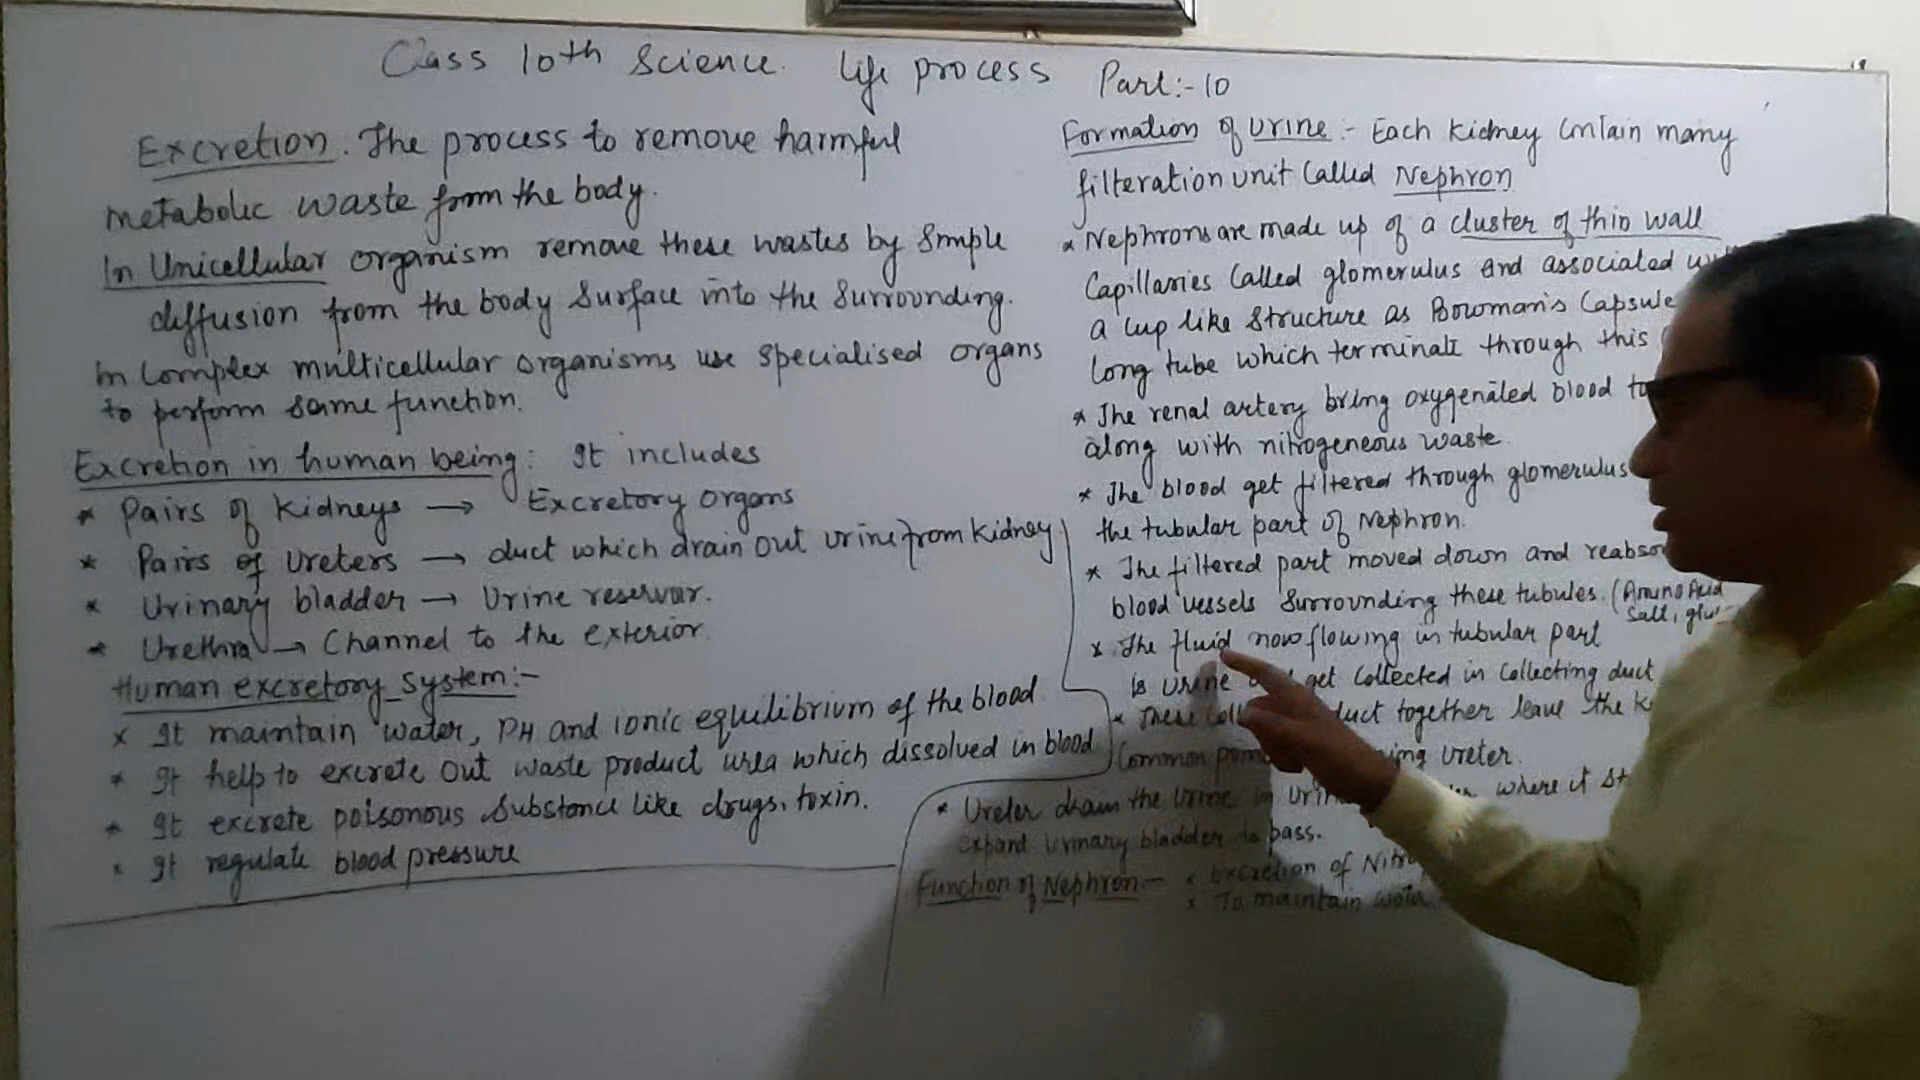 Class 10th Science. Life process Part:- 10
Excretion. The process to remove harmful
metabolic waste from the body.
In Unicellular organism remove these wastes by Simple
diffusion from the body Surface into the Surrounding.
In Complex multicellular organisms use specialised organs
to perform same function.
Excretion in human being: It includes
* Pairs of kidneys → Excretory organs
* Pairs of Ureters → duct which drain out urine from kidney
* Urinary bladder → Urine reservar.
* Urethra → Channel to the exterior.
Human excretory system:-
x It maintain water, PH and ionic equilibrium of the blood
* It help to excrete out waste product urea which dissolved in blood
* It excrete poisonous Substance like drugs, toxin.
* It regulate blood pressure
Formation of Urine:- Each kidney Contain many
filteration unit Called Nephron
* Nephrons are made up of a cluster of thin wall
Capillaries Called glomerulus and associated
a Cup like Structure as Bowman's Capsule
long tube which terminate through this
* The renal artery bring oxygenated blood to
along with nitrogeneous waste.
* The blood get filtered through glomerulus
the tubular part of Nephron.
* The filtered part moved down and
blood vessels Surrounding these tubules. (Amino Acid
Salt,
x The fluid now flowing in tubular part
is urine get Collected in Collecting duct
* These duct together leave the
Common Ureter.
* Ureter drain the Urine in where it
expand Urinary bladder to pass.
Function of Nephron:- * Excretion of
* To maintain